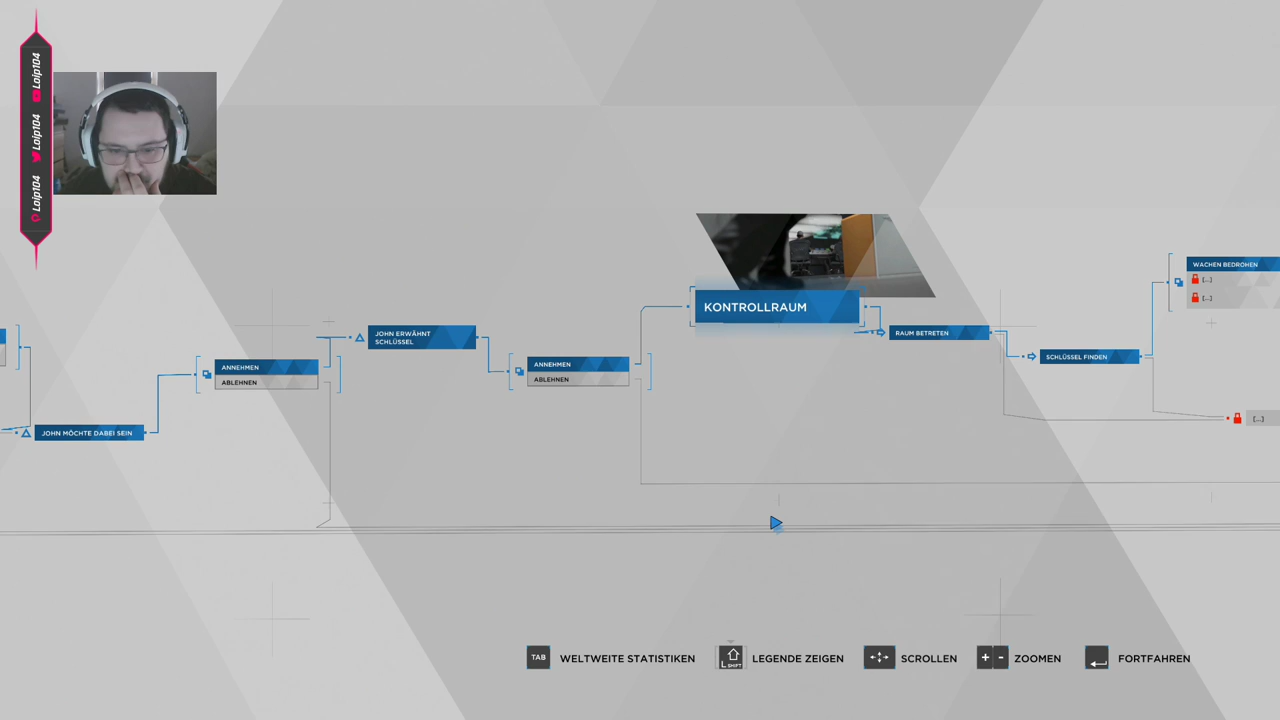 Loip104
Loip104
Loip104
KONTROLLRAUM
WACHEN BEDROHEN
[...]
[...]
JOHN ERWÄHNT
SCHLÜSSEL
RAUM BETRETEN
SCHLÜSSEL FINDEN
ANNEHMEN
ABLEHNEN
ANNEHMEN
ABLEHNEN
JOHN MÖCHTE DABEI SEIN
[...]
TAB WELTWEITE STATISTIKEN
L SHIFT LEGENDE ZEIGEN
SCROLLEN
+ - ZOOMEN
FORTFAHREN